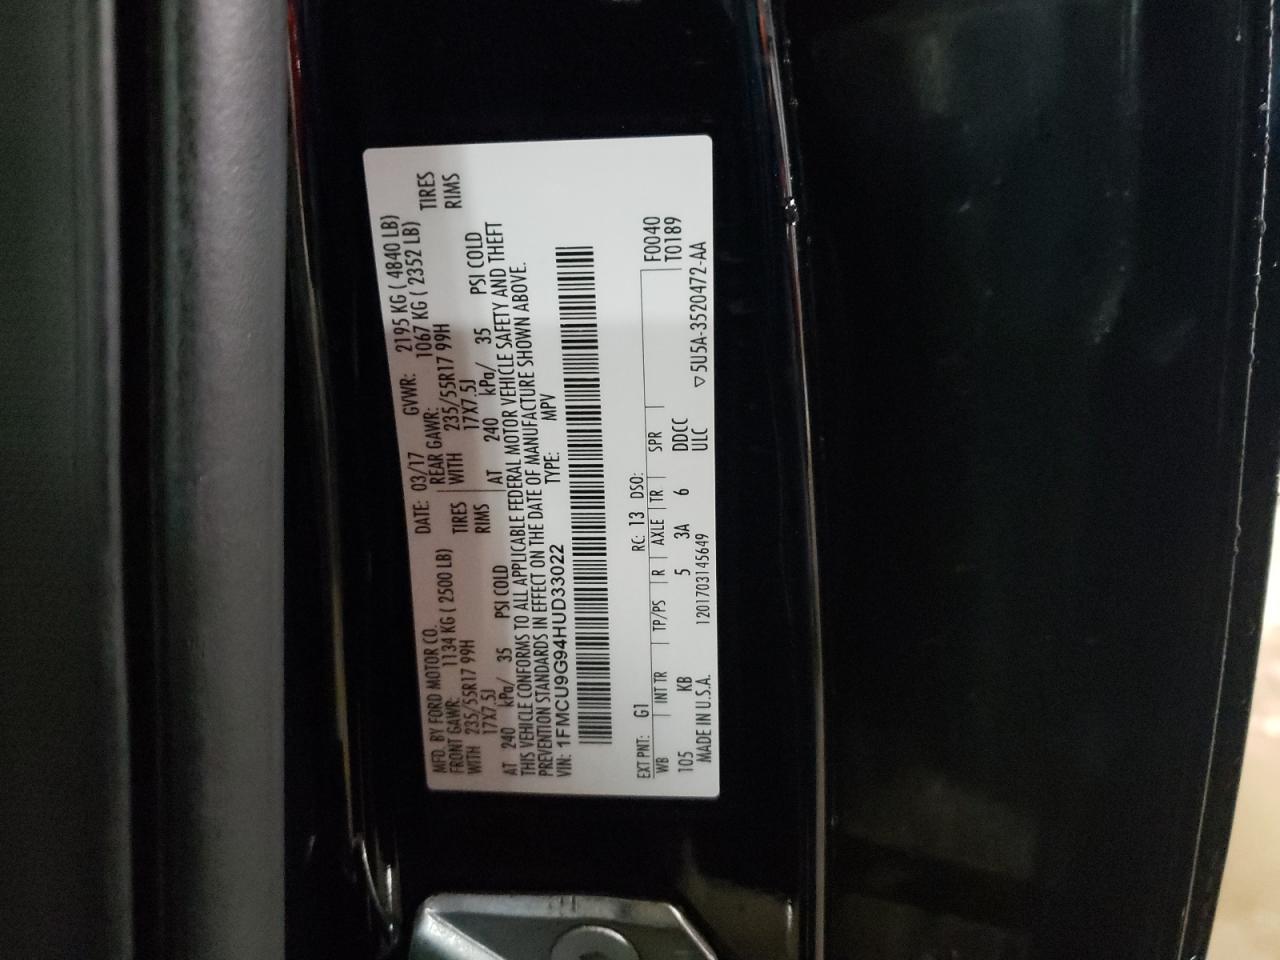 MFD. BY FORD MOTOR CO. DATE: 03/17 GVWR: 2195 KG ( 4840 LB)
FRONT GAWR: 1134 KG ( 2500 LB) REAR GAWR: 1067 KG ( 2352 LB)
WITH 235/55R17 99H TIRES WITH 235/55R17 99H TIRES
17X7.5J RIMS 17X7.5J RIMS
AT 240 kPa/ 35 PSI COLD AT 240 kPa/ 35 PSI COLD
THIS VEHICLE CONFORMS TO ALL APPLICABLE FEDERAL MOTOR VEHICLE SAFETY AND THEFT
PREVENTION STANDARDS IN EFFECT ON THE DATE OF MANUFACTURE SHOWN ABOVE.
VIN: 1FMCU9G94HUD33022 TYPE: MPV
EXT PNT: G1 RC: 13 DSO: F0040
WB INT TR TP/PS R AXLE TR SPR T0189
105 KB 5 3A 6 DDCC
MADE IN U.S.A. 1201703145649 ULC ▽5U5A-3520472-AA